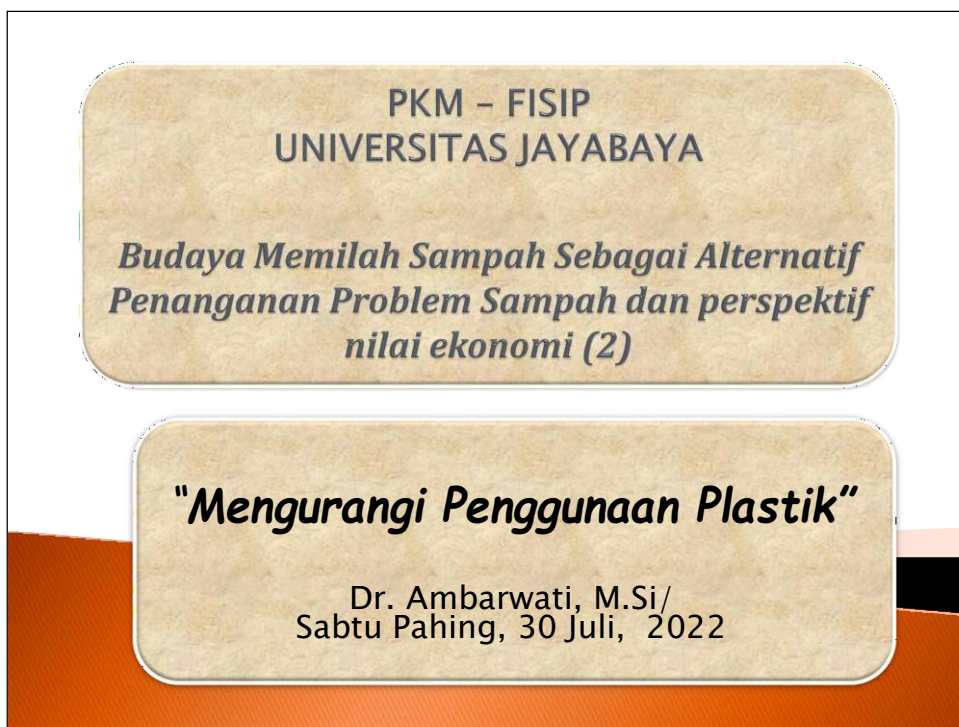 PKM – FISIP
UNIVERSITAS JAYABAYA
Budaya Memilah Sampah Sebagai Alternatif
Penanganan Problem Sampah dan perspektif
nilai ekonomi (2)
“Mengurangi Penggunaan Plastik”
Dr. Ambarwati, M.Si/
Sabtu Pahing, 30 Juli,  2022